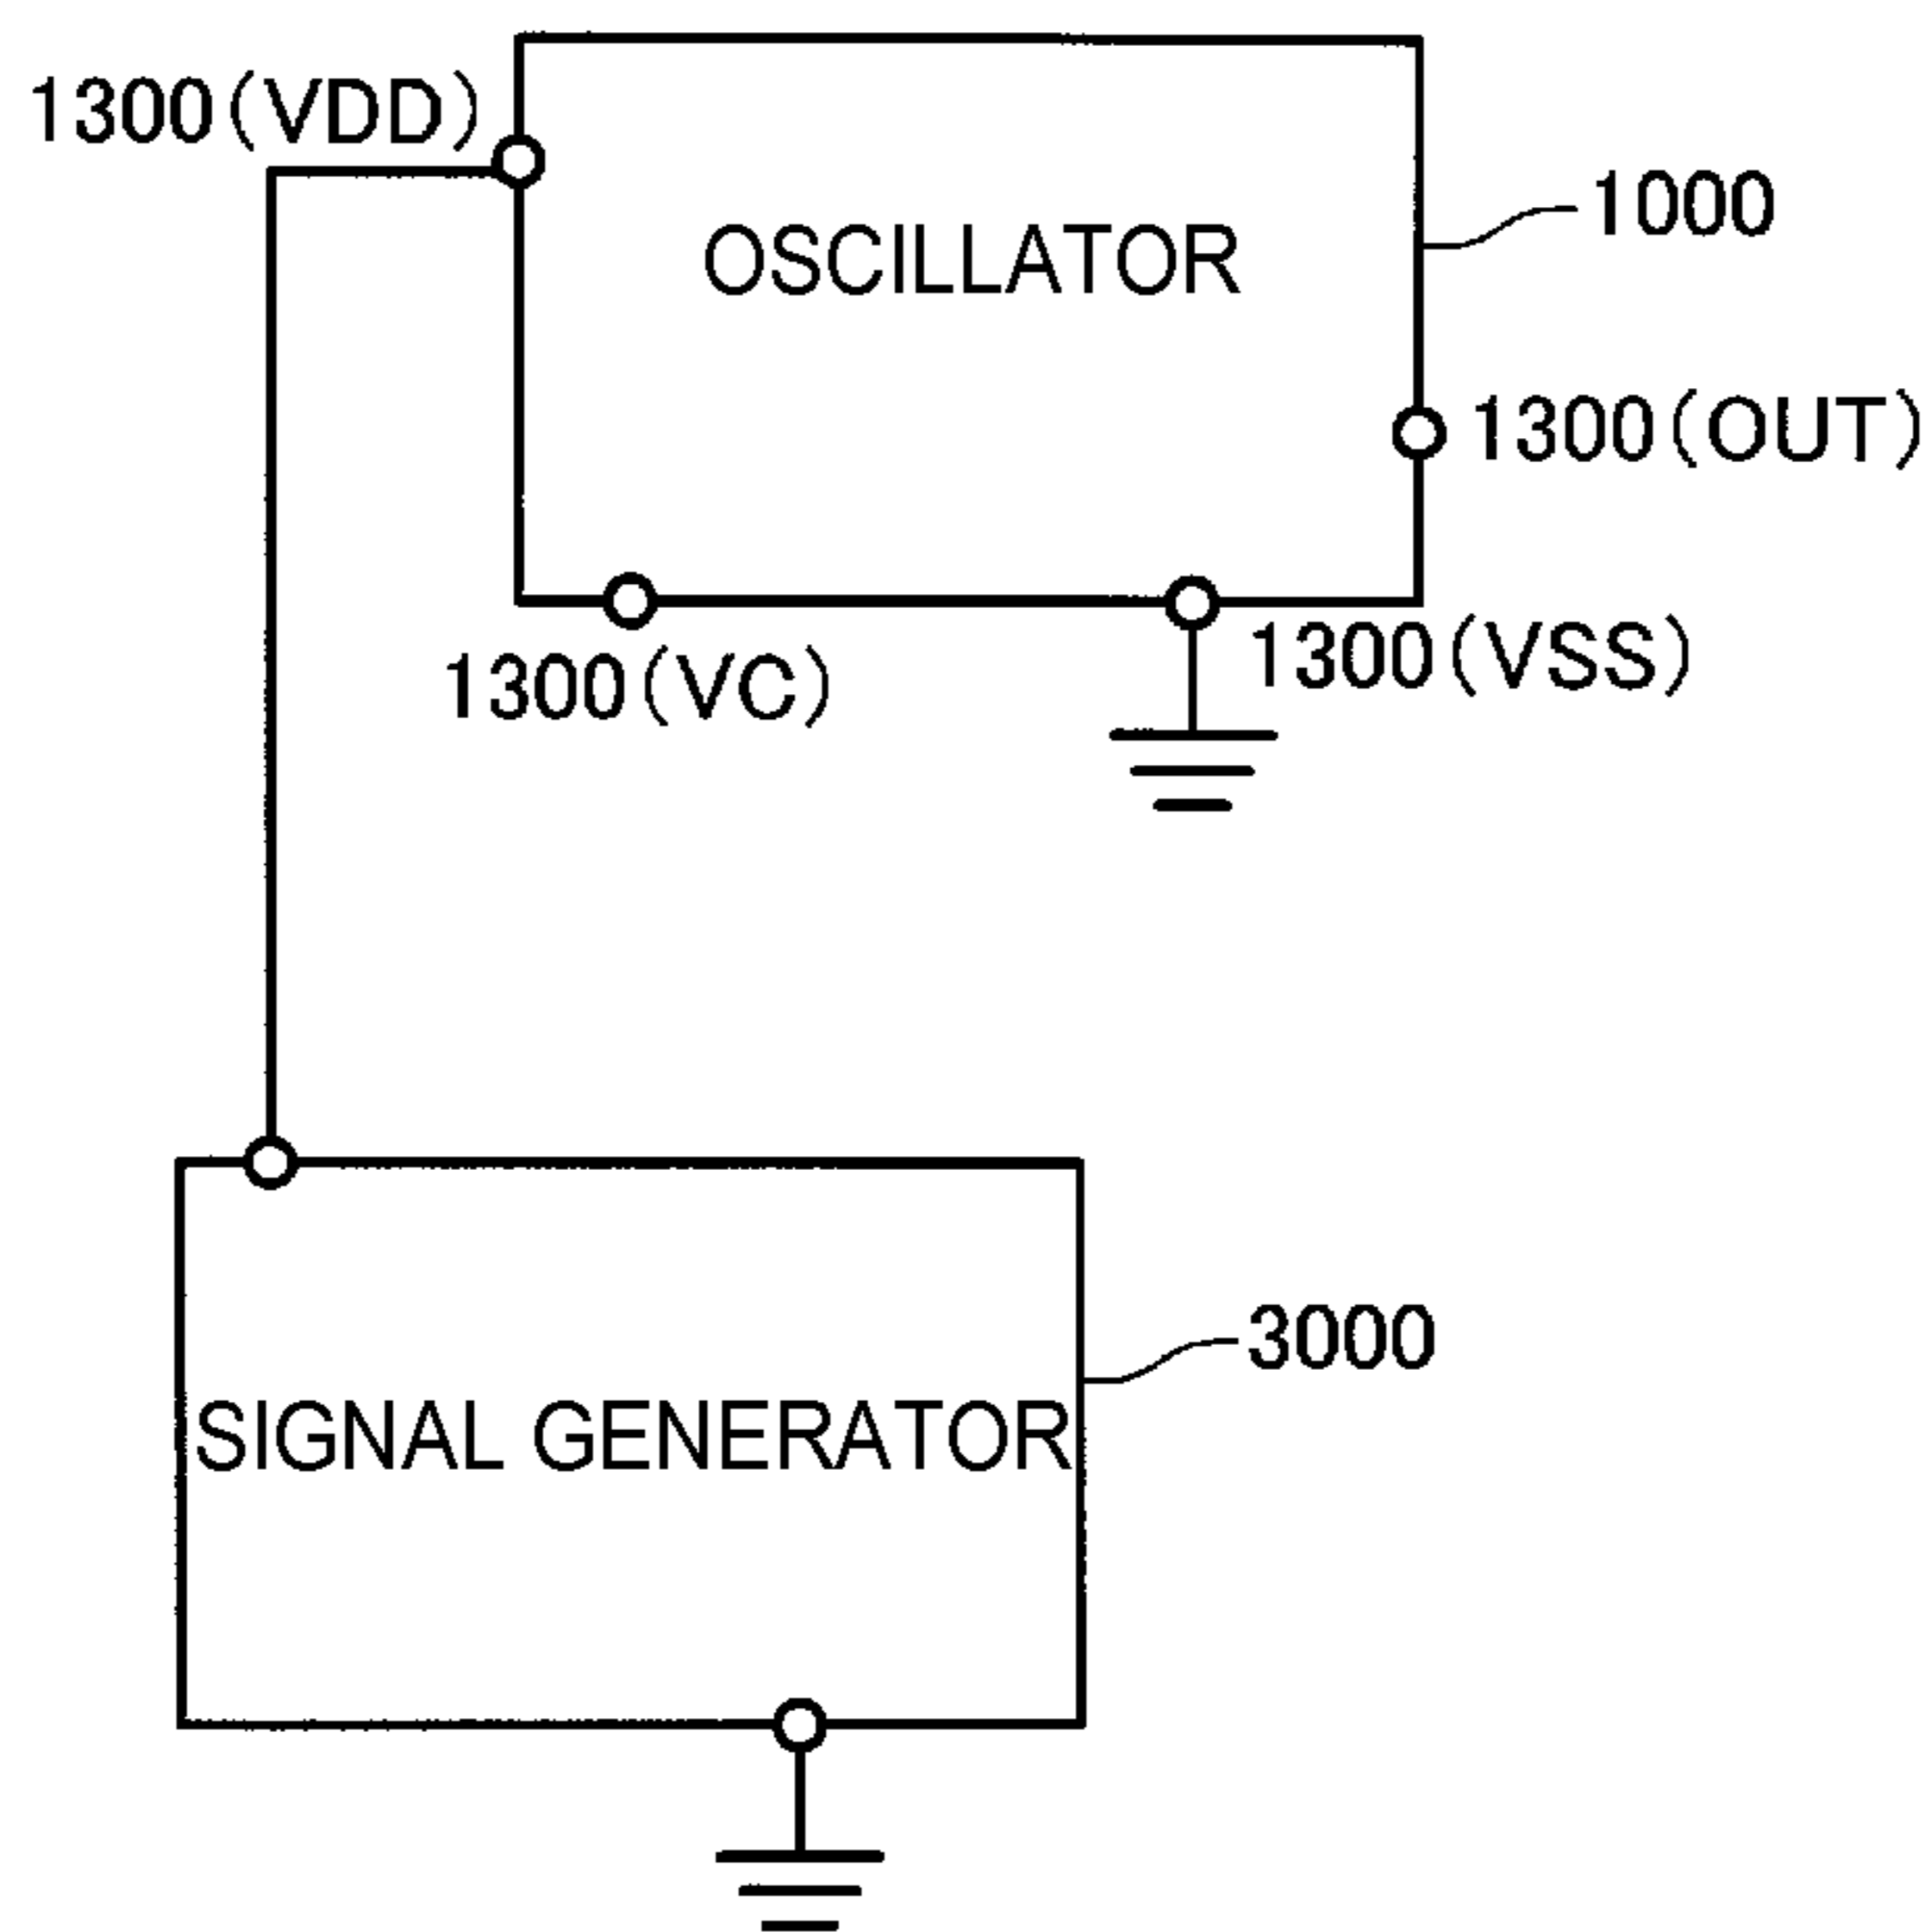 1300(VDD)
1000
OSCILLATOR
1300(OUT)
1300(VC)
1300(VSS)
3000
SIGNAL GENERATOR